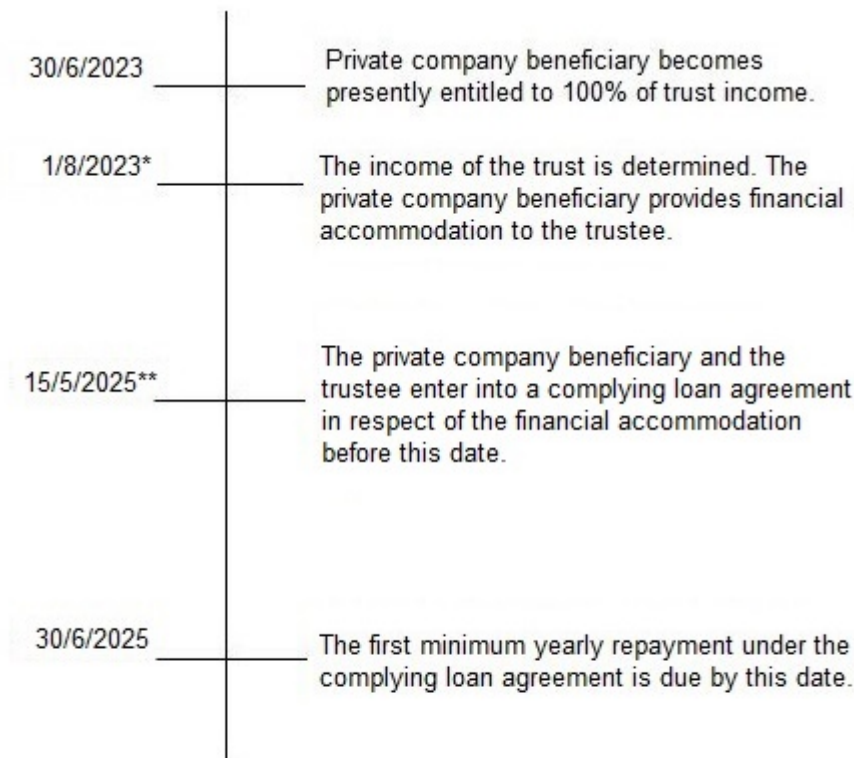 30/6/2023
Private company beneficiary becomes
presently entitled to 100% of trust income.
1/8/2023*
The income of the trust is determined. The
private company beneficiary provides financial
accommodation to the trustee.
15/5/2025**
The private company beneficiary and the
trustee enter into a complying loan agreement
in respect of the financial accommodation
before this date.
30/6/2025
The first minimum yearly repayment under the
complying loan agreement is due by this date.